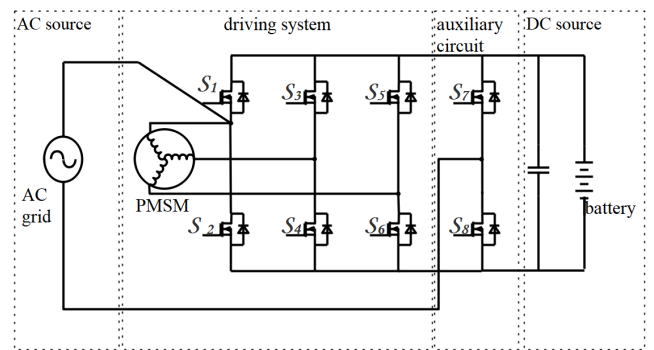 AC source
driving system
auxiliary
circuit
DC source
S1
S3
S5
S7
AC
grid
PMSM
S2
S4
S6
S8
battery